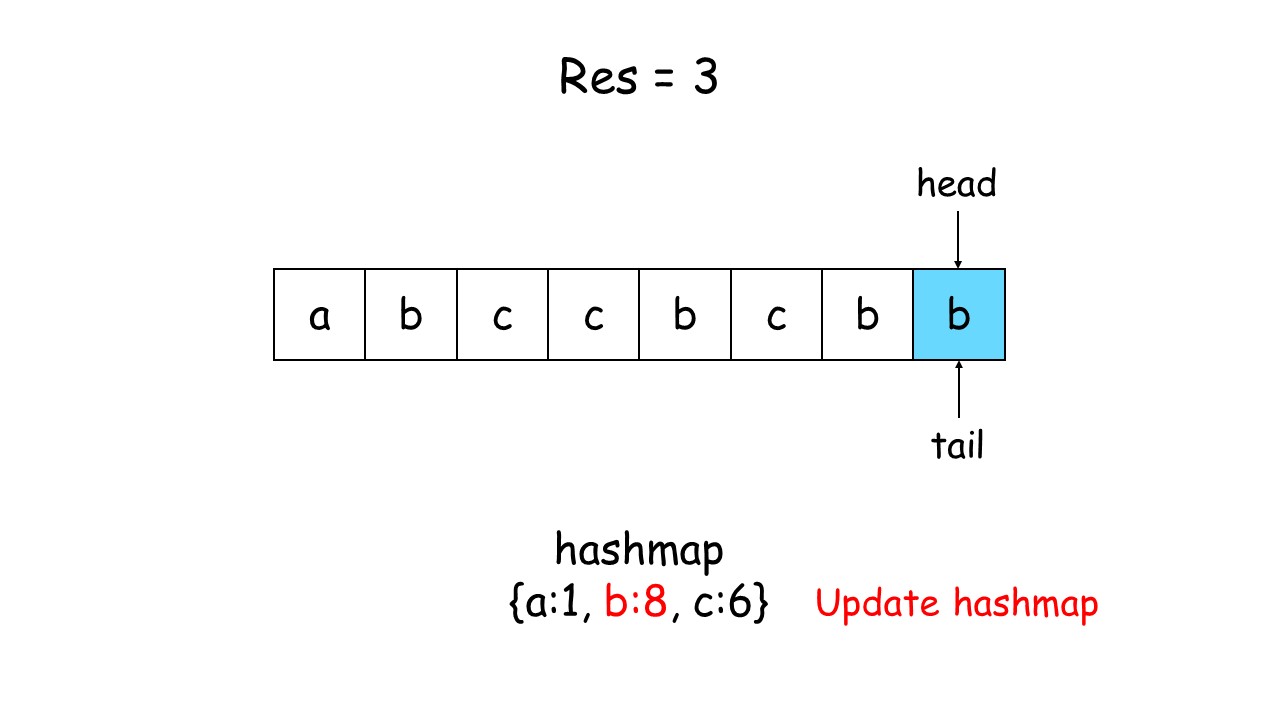 Res = 3
head
a b c c b c b b
tail
hashmap
{a:1, b:8, c:6} Update hashmap